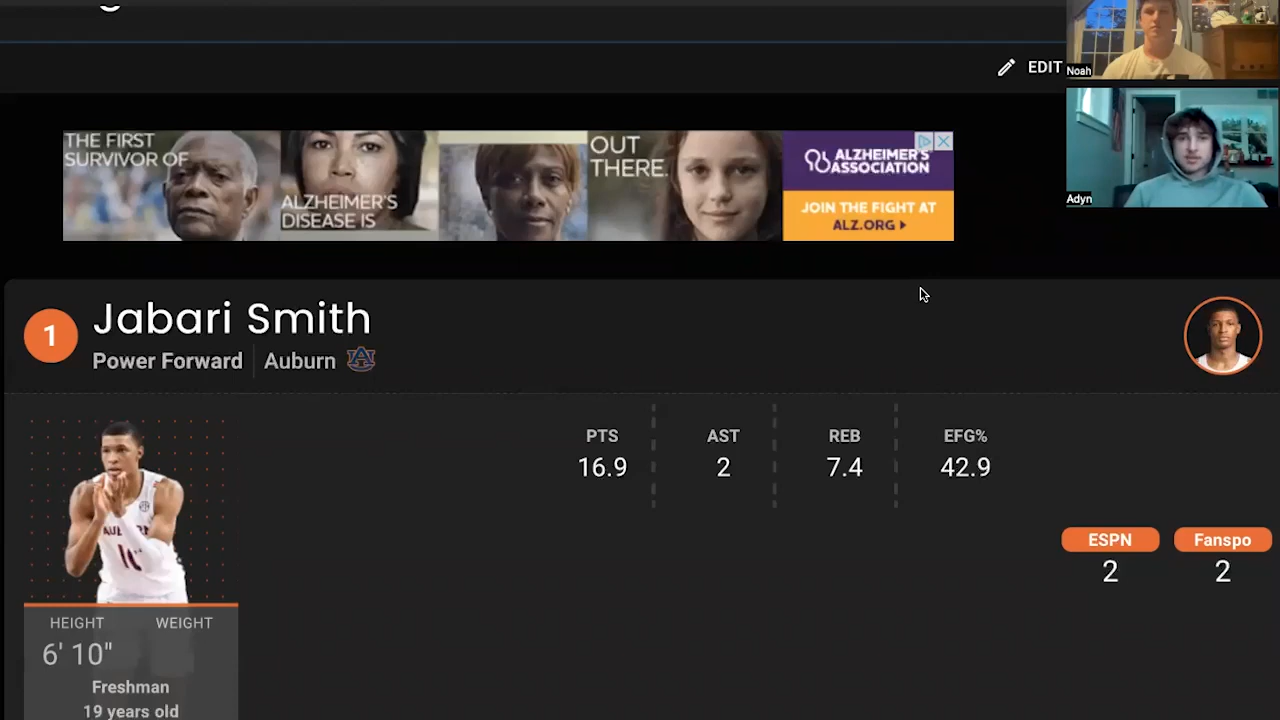 EDIT
Noah
THE FIRST
SURVIVOR OF
ALZHEIMER'S
DISEASE IS
OUT
THERE.
ALZHEIMER'S
ASSOCIATION
JOIN THE FIGHT AT
ALZ.ORG
Adyn
1
Jabari Smith
Power Forward Auburn
PTS AST REB EFG%
16.9 2 7.4 42.9
ESPN Fanspo
2 2
HEIGHT WEIGHT
6' 10"
Freshman
19 years old